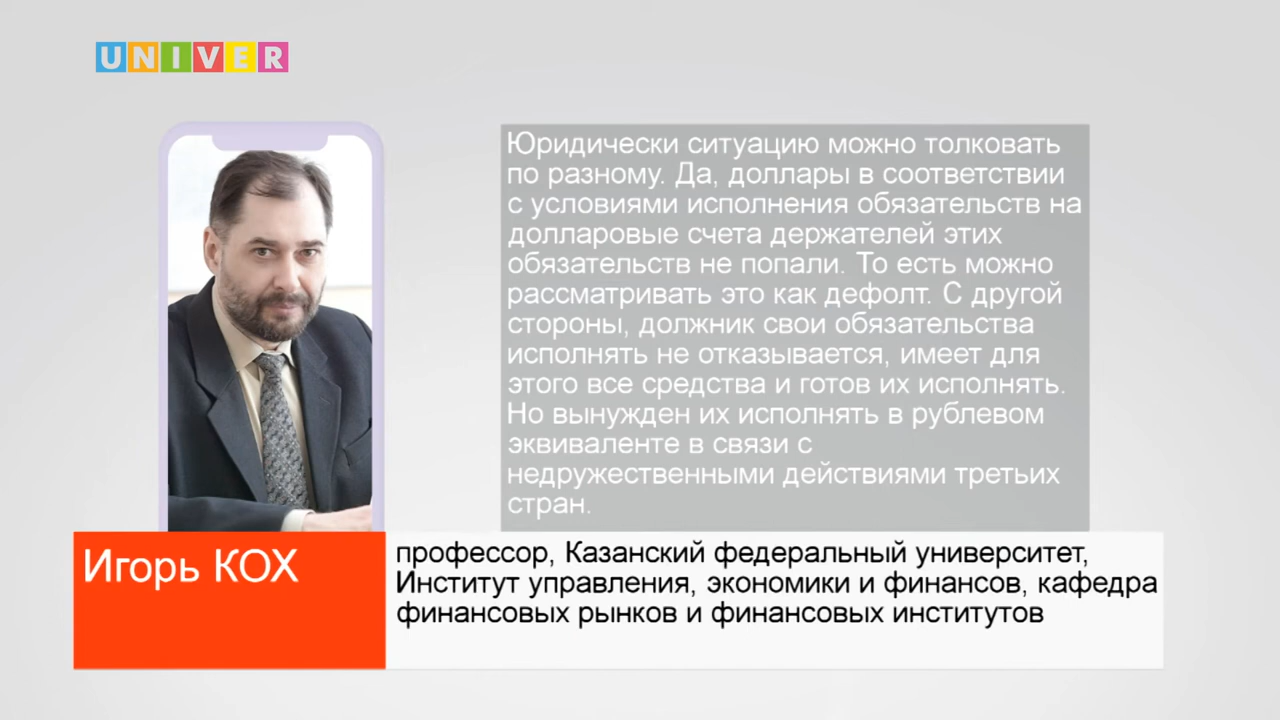 UNIVER
Юридически ситуацию можно толковать
по разному. Да, доллары в соответствии
с условиями исполнения обязательств на
долларовые счета держателей этих
обязательств не попали. То есть можно
рассматривать это как дефолт. С другой
стороны, должник свои обязательства
исполнять не отказывается, имеет для
этого все средства и готов их исполнять.
Но вынужден их исполнять в рублевом
эквиваленте в связи с
недружественными действиями третьих
стран.
Игорь КОХ
профессор, Казанский федеральный университет,
Институт управления, экономики и финансов, кафедра
финансовых рынков и финансовых институтов